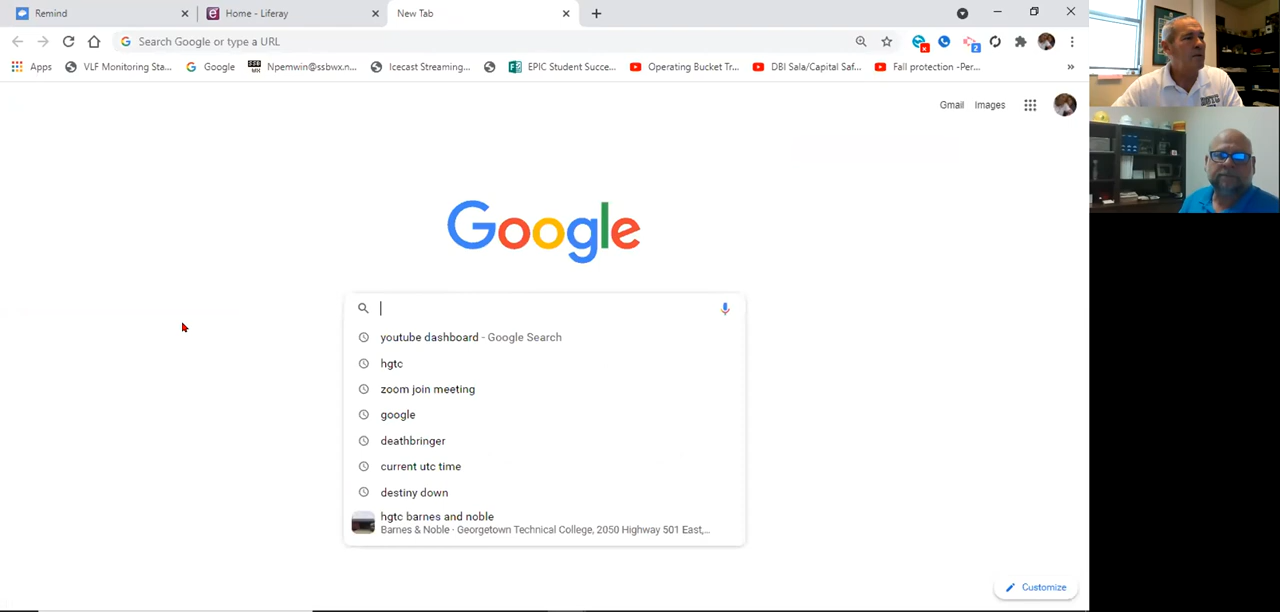 Remind
Home - Liferay
New Tab
Search Google or type a URL
Apps
VLF Monitoring Sta...
Google
Npemwin@ssbwx.n...
Icecast Streaming...
EPIC Student Succe...
Operating Bucket Tr...
DBI Sala/Capital Saf...
Fall protection -Per...
»
Gmail
Images
Google
youtube dashboard - Google Search
hgtc
zoom join meeting
google
deathbringer
current utc time
destiny down
hgtc barnes and noble
Barnes & Noble · Georgetown Technical College, 2050 Highway 501 East,...
Customize